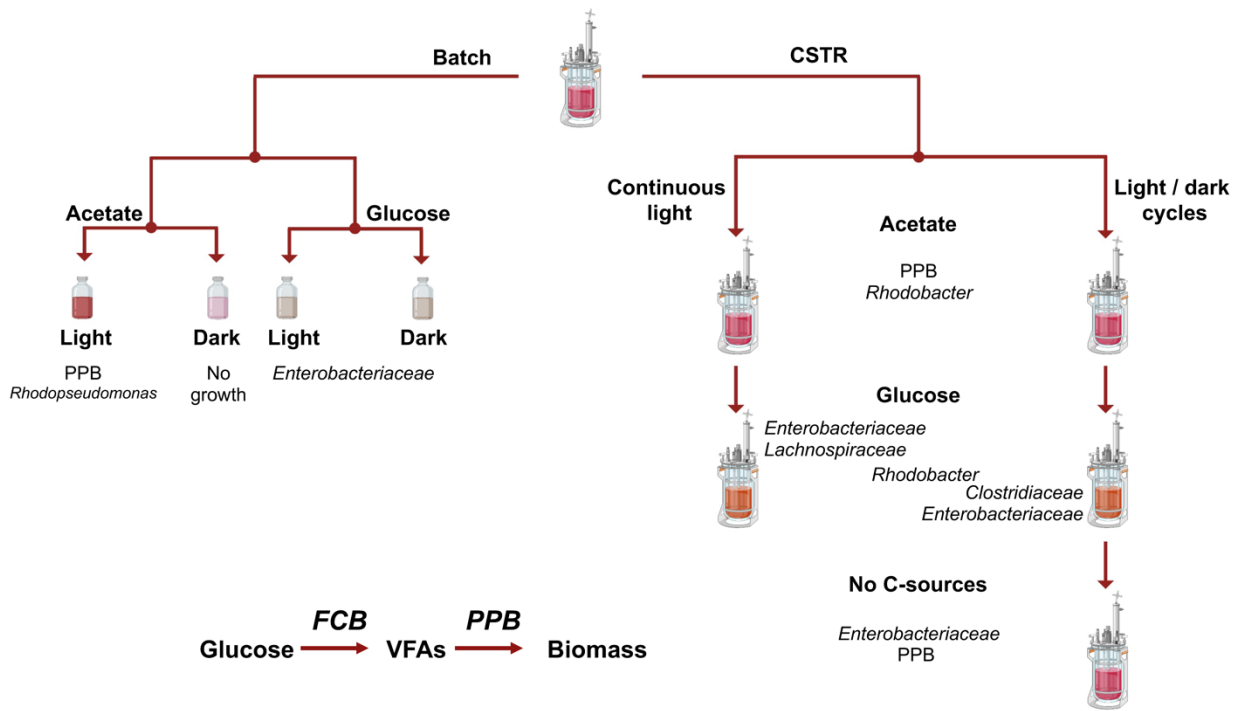 Batch
CSTR
Acetate
Glucose
Light
Dark
Light
Dark
PPB
Rhodopseudomonas
No
growth
Enterobacteriaceae
Continuous
light
Light / dark
cycles
Acetate
PPB
Rhodobacter
Glucose
Enterobacteriaceae
Lachnospiraceae
Rhodobacter
Clostridiaceae
Enterobacteriaceae
No C-sources
Enterobacteriaceae
PPB
FCB
PPB
Glucose
VFAs
Biomass